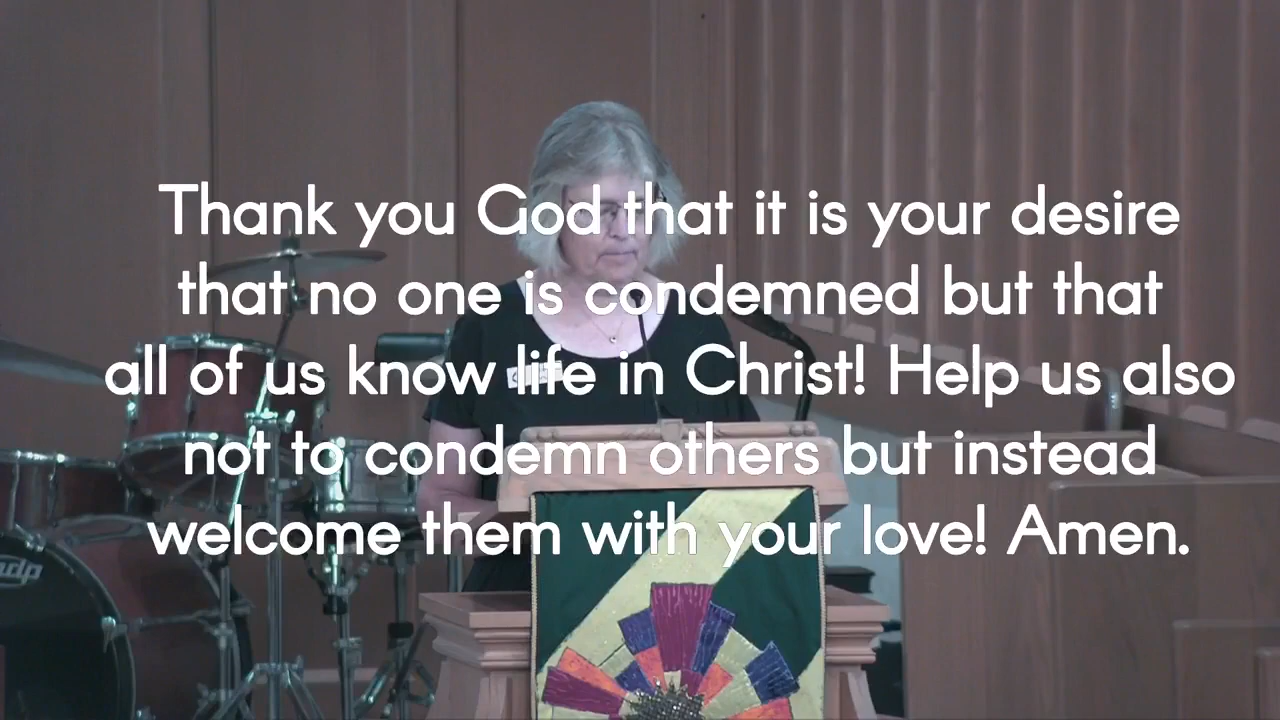 Thank you God that it is your desire
that no one is condemned but that
all of us know life in Christ! Help us also
not to condemn others but instead
welcome them with your love! Amen.